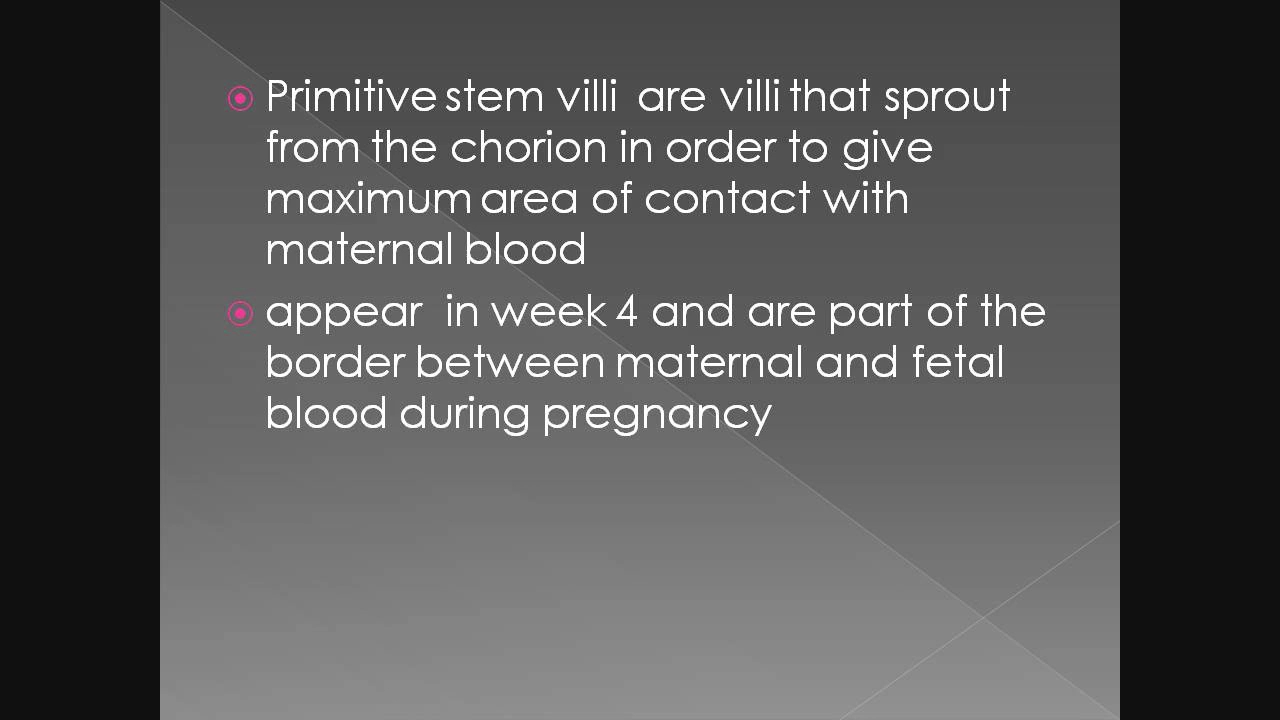 Primitive stem villi are villi that sprout
from the chorion in order to give
maximum area of contact with
maternal blood
appear in week 4 and are part of the
border between maternal and fetal
blood during pregnancy